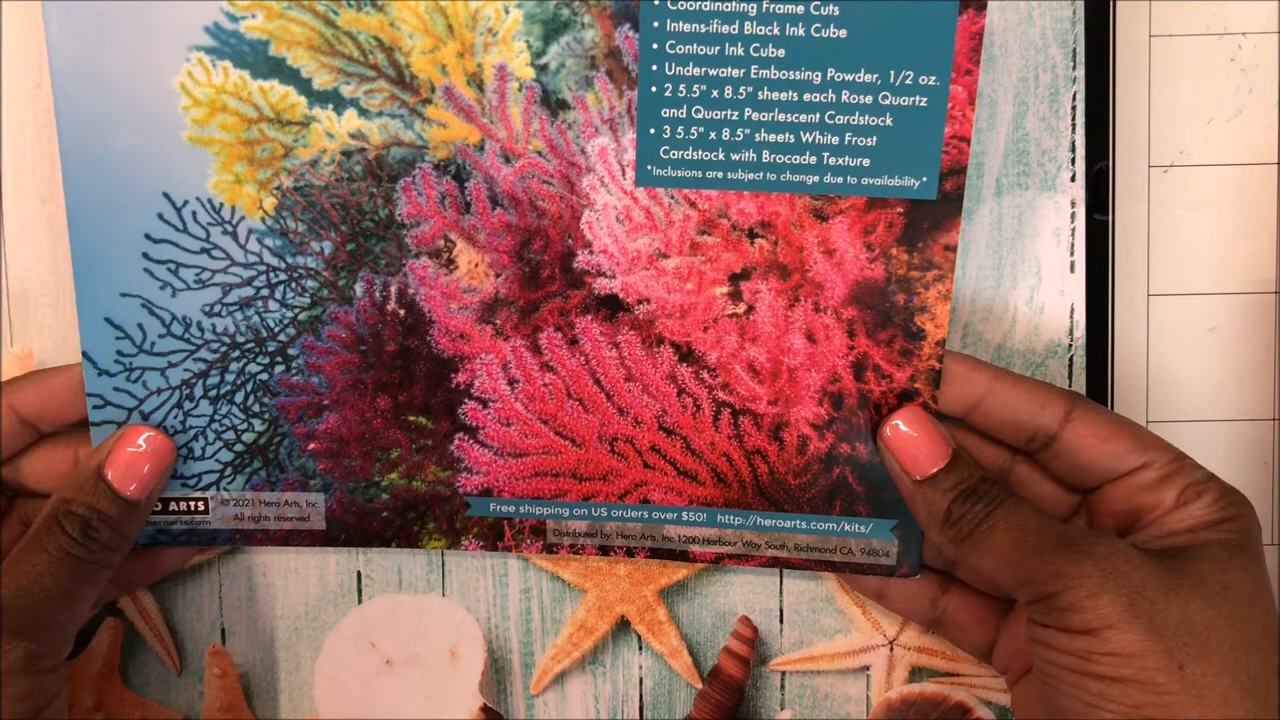 • Coordinating Frame Cuts
• Intens-ified Black Ink Cube
• Contour Ink Cube
• Underwater Embossing Powder, 1/2 oz.
• 2 5.5" x 8.5" sheets each Rose Quartz
and Quartz Pearlescent Cardstock
• 3 5.5" x 8.5" sheets White Frost
Cardstock with Brocade Texture
*Inclusions are subject to change due to availability*
O ARTS
heroarts.com
© 2021 Hero Arts, Inc.
All rights reserved.
Free shipping on US orders over $50! http://heroarts.com/kits/
Distributed by: Hero Arts, Inc.1200 Harbour Way South, Richmond CA, 94804